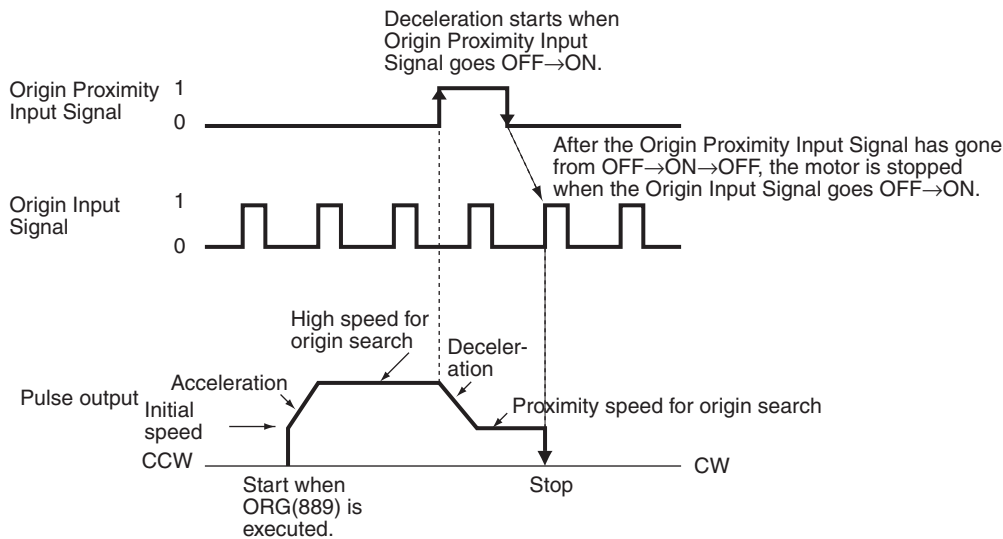 Deceleration starts when
Origin Proximity Input
Signal goes OFF→ON.
Origin Proximity
Input Signal
1
0
After the Origin Proximity Input Signal has gone
from OFF→ON→OFF, the motor is stopped
when the Origin Input Signal goes OFF→ON.
Origin Input
Signal
1
0
High speed for
origin search
Deceler-
ation
Acceleration
Pulse output
Initial
speed
Proximity speed for origin search
CCW
CW
Start when
ORG(889) is
executed.
Stop